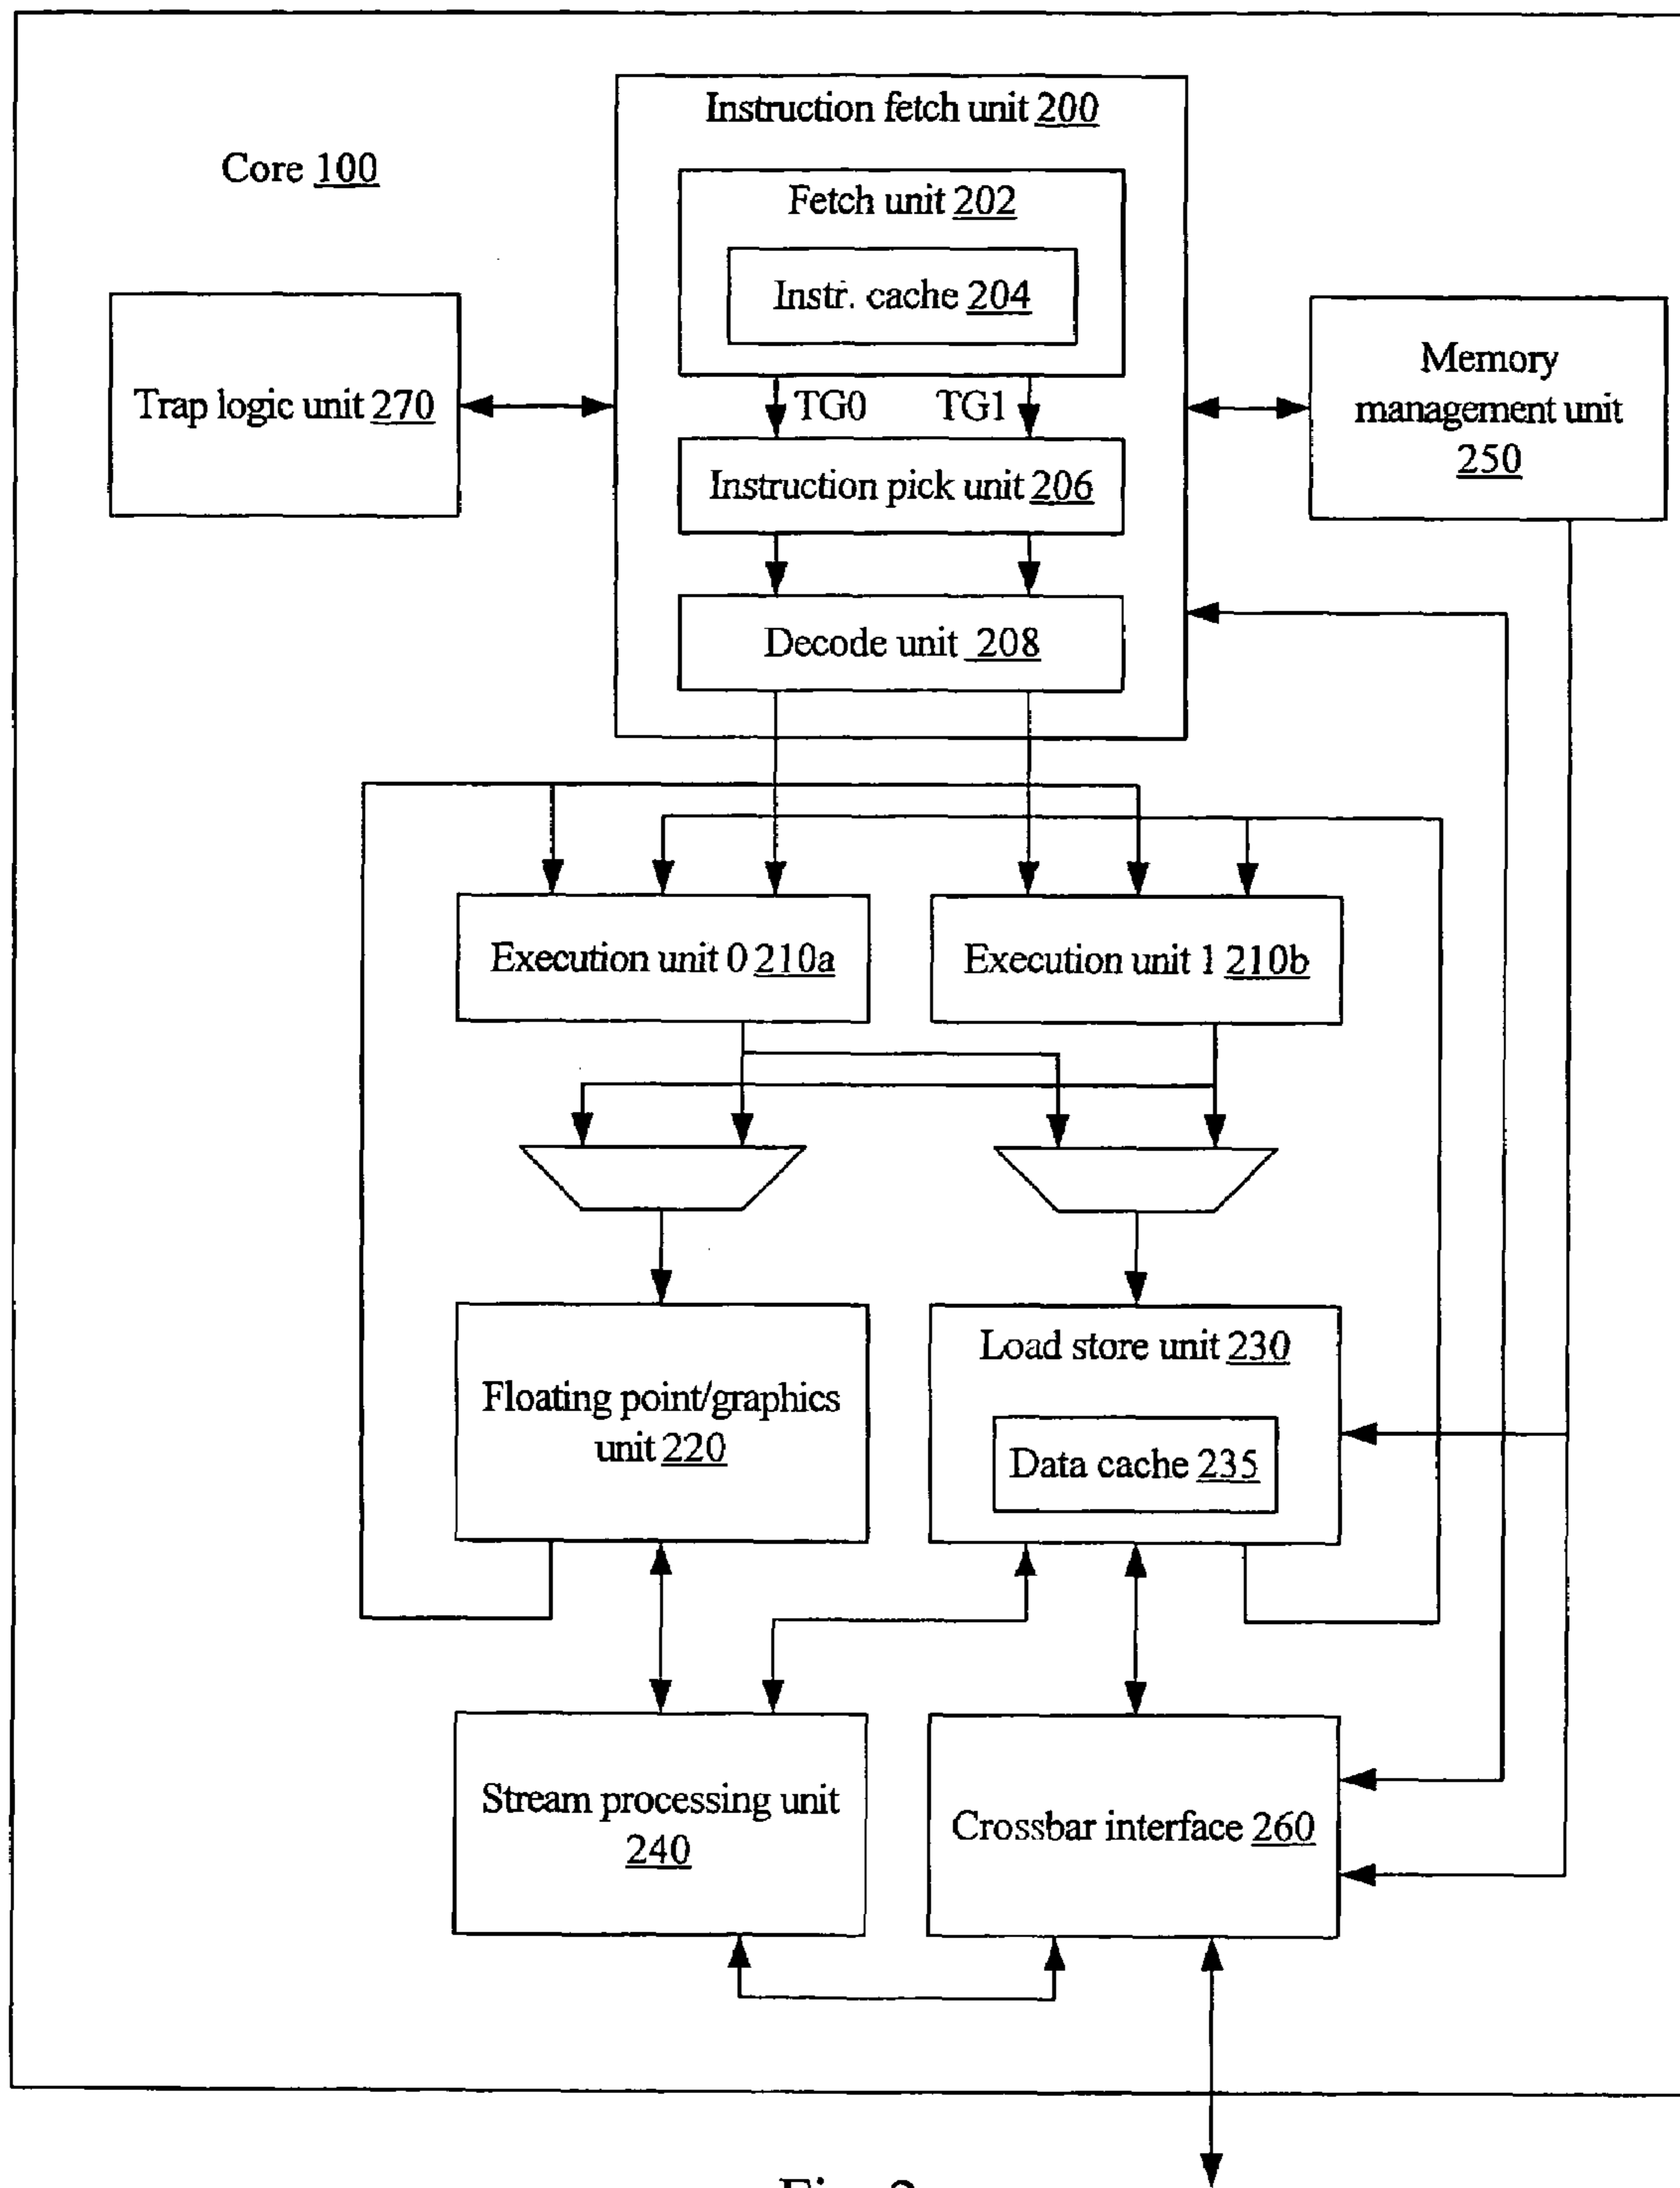 Instruction fetch unit 200
Core 100
Fetch unit 202
Instr. cache 204
Trap logic unit 270
Memory
management unit
250
TG0
TG1
Instruction pick unit 206
Decode unit 208
Execution unit 0 210a
Execution unit 1 210b
Load store unit 230
Floating point/graphics
unit 220
Data cache 235
Stream processing unit
240
Crossbar interface 260